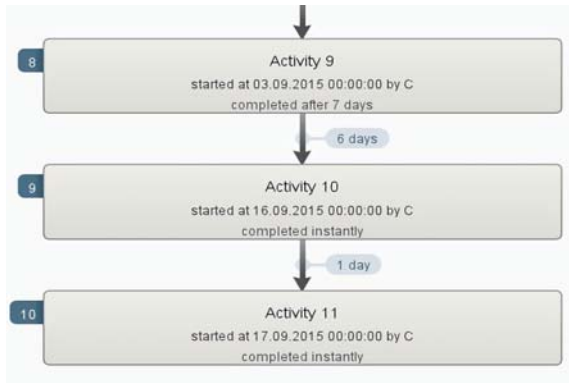 8
Activity 9
started at 03.09.2015 00:00:00 by C
completed after 7 days
6 days
9
Activity 10
started at 16.09.2015 00:00:00 by C
completed instantly
1 day
10
Activity 11
started at 17.09.2015 00:00:00 by C
completed instantly